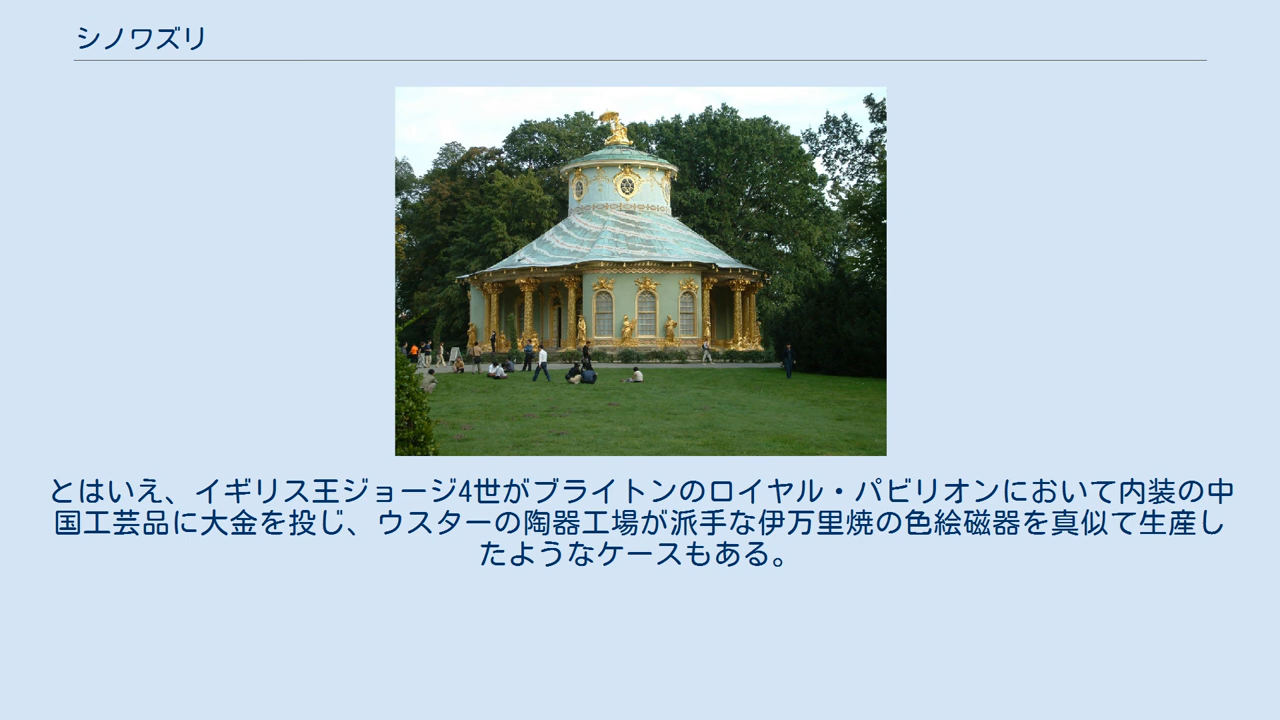 シノワズリ
とはいえ、イギリス王ジョージ4世がブライトンのロイヤル・パビリオンにおいて内装の中
国工芸品に大金を投じ、ウスターの陶器工場が派手な伊万里焼の色絵磁器を真似て生産し
たようなケースもある。